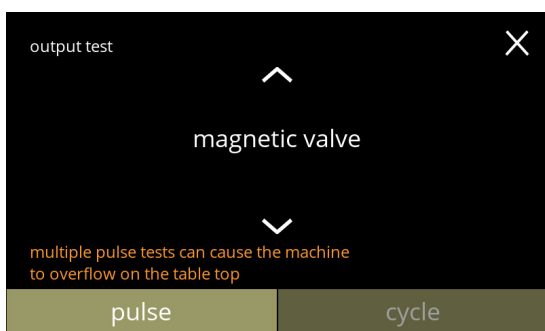 output test
magnetic valve
multiple pulse tests can cause the machine
to overflow on the table top
pulse
cycle